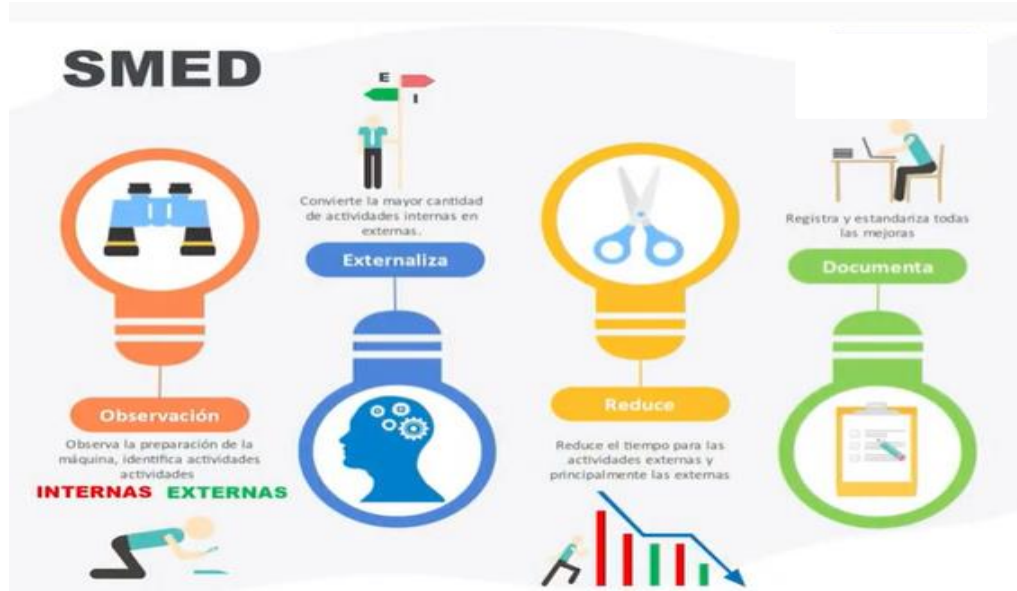 SMED
E
I
Observación
Observa la preparación de la
máquina, identifica actividades
actividades
INTERNAS EXTERNAS
Convierte la mayor cantidad
de actividades internas en
externas.
Externaliza
Reduce
Reduce el tiempo para las
actividades externas y
principalmente las externas
Registra y estandariza todas
las mejoras
Documenta